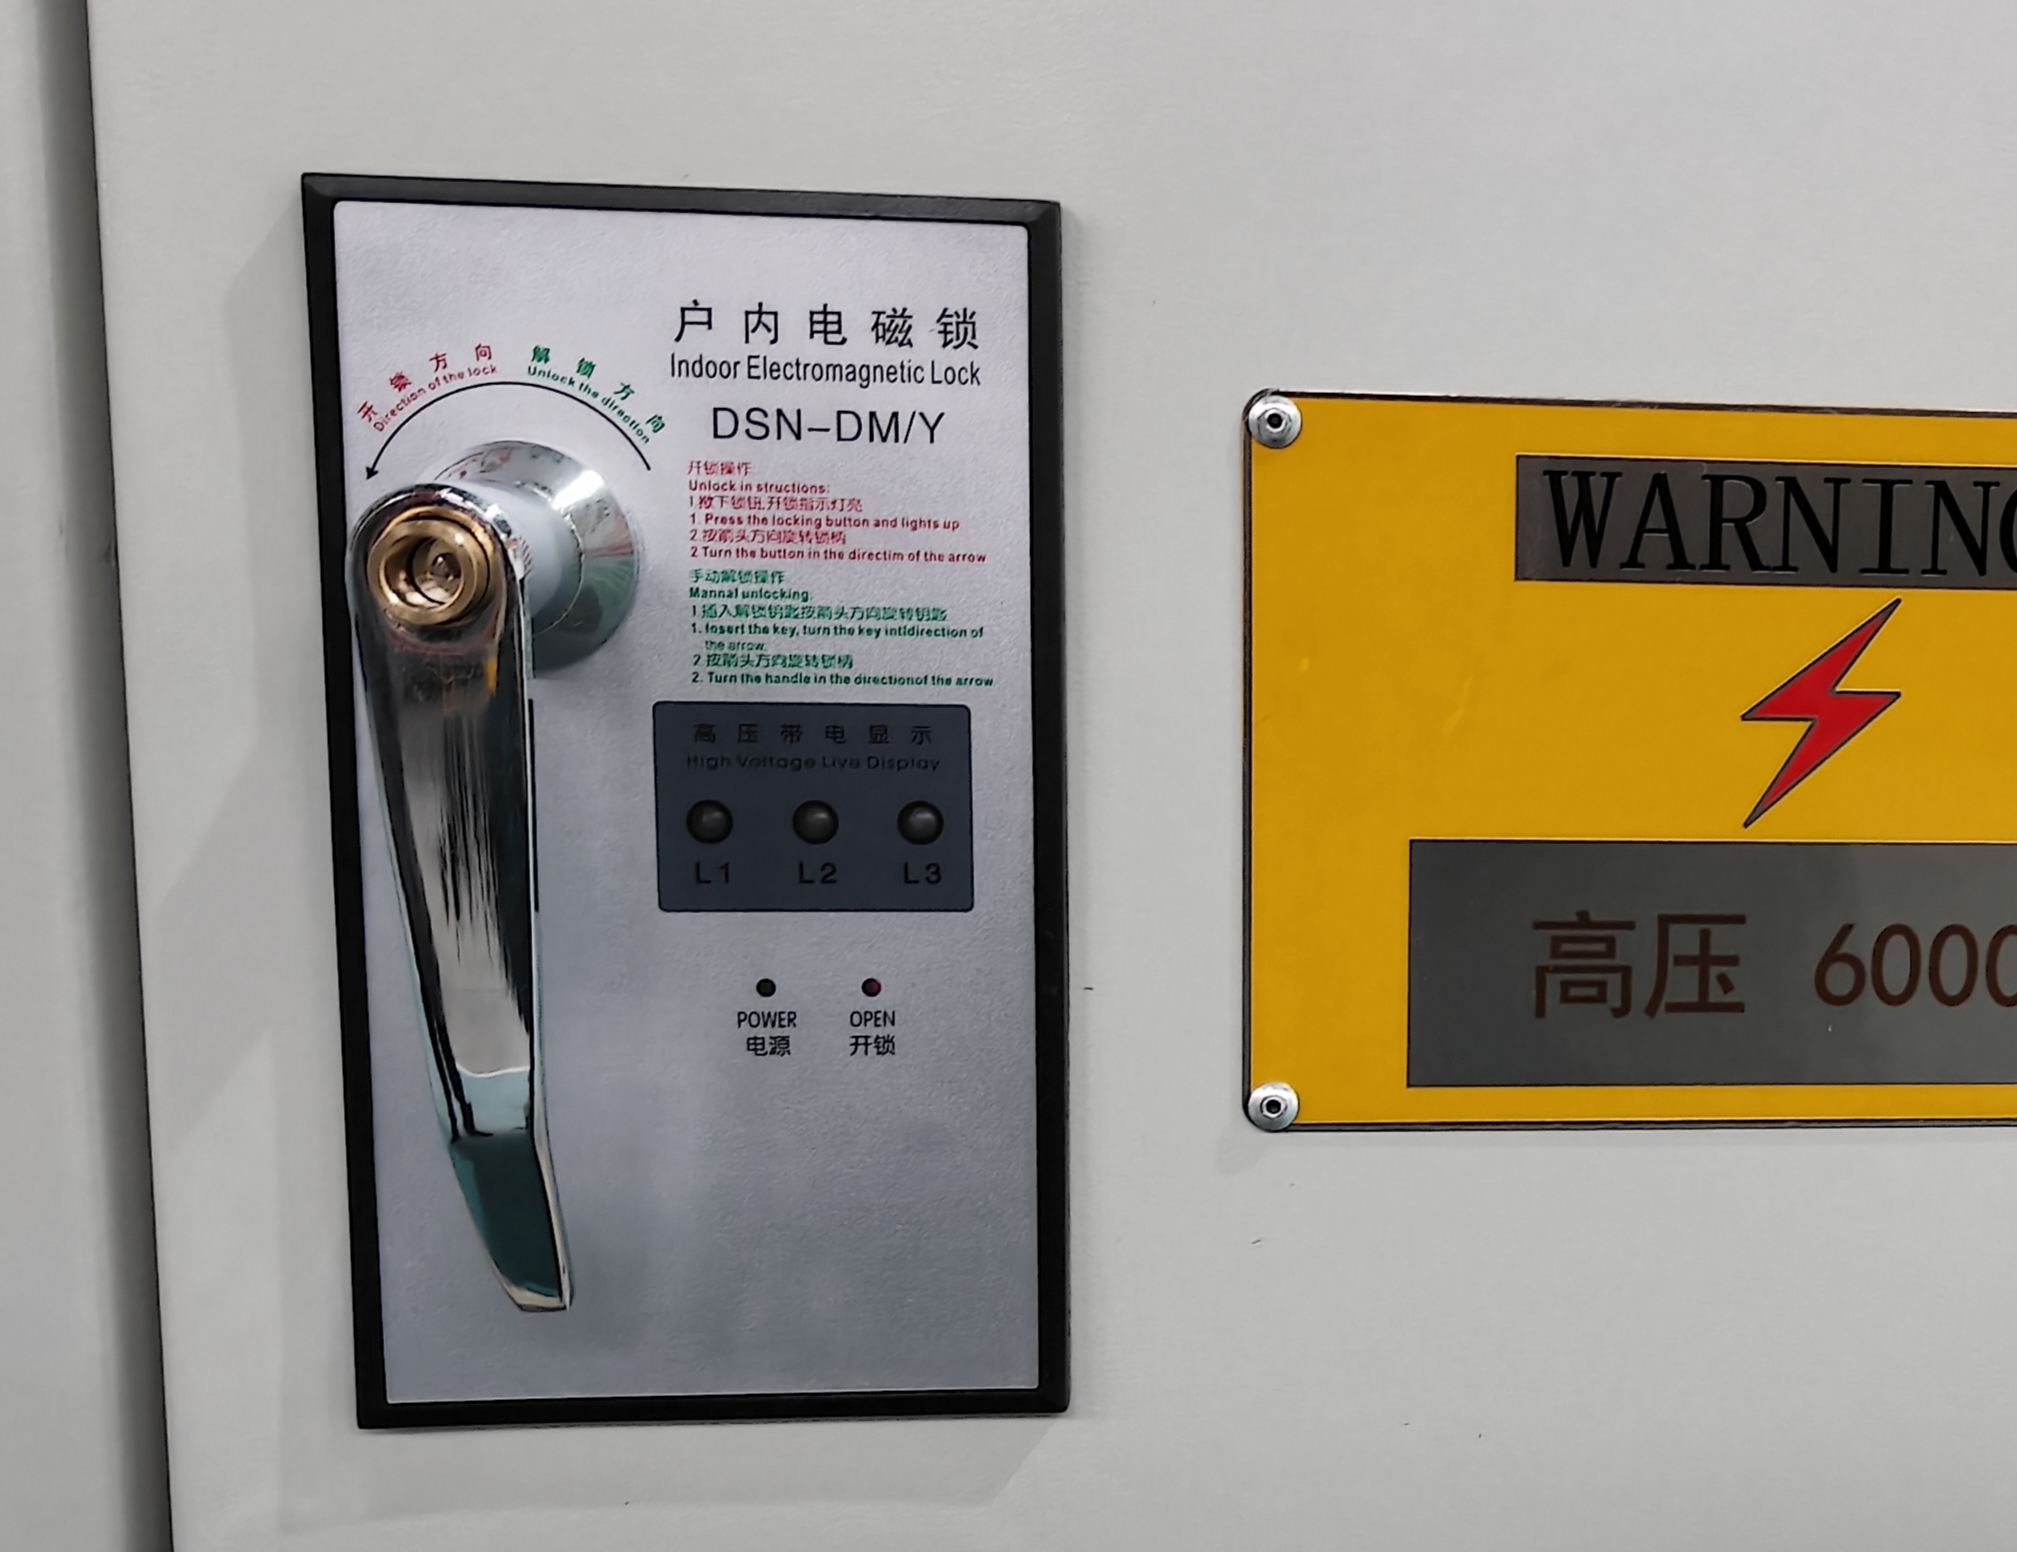 开锁方向
Direction of the lock
解锁方向
Unlock the direction
户内电磁锁
Indoor Electromagnetic Lock
DSN-DM/Y
开锁操作
Unlock in structions:
1.揿下锁钮,开锁指示灯亮
1. Press the locking button and lights up
2.按箭头方向旋转锁柄
2 Turn the button in the directim of the arrow
手动解锁操作
Mannal unlocking:
1.插入解锁钥匙按箭头方向旋转钥匙
1. Iosert the key, turn the key intldirection of
the arrow.
2.按箭头方向旋转锁柄
2. Turn the handle in the directionof the arrow
高压带电显示
High Voltage Live Display
L1 L2 L3
POWER OPEN
电源 开锁
WARNING
高压 6000